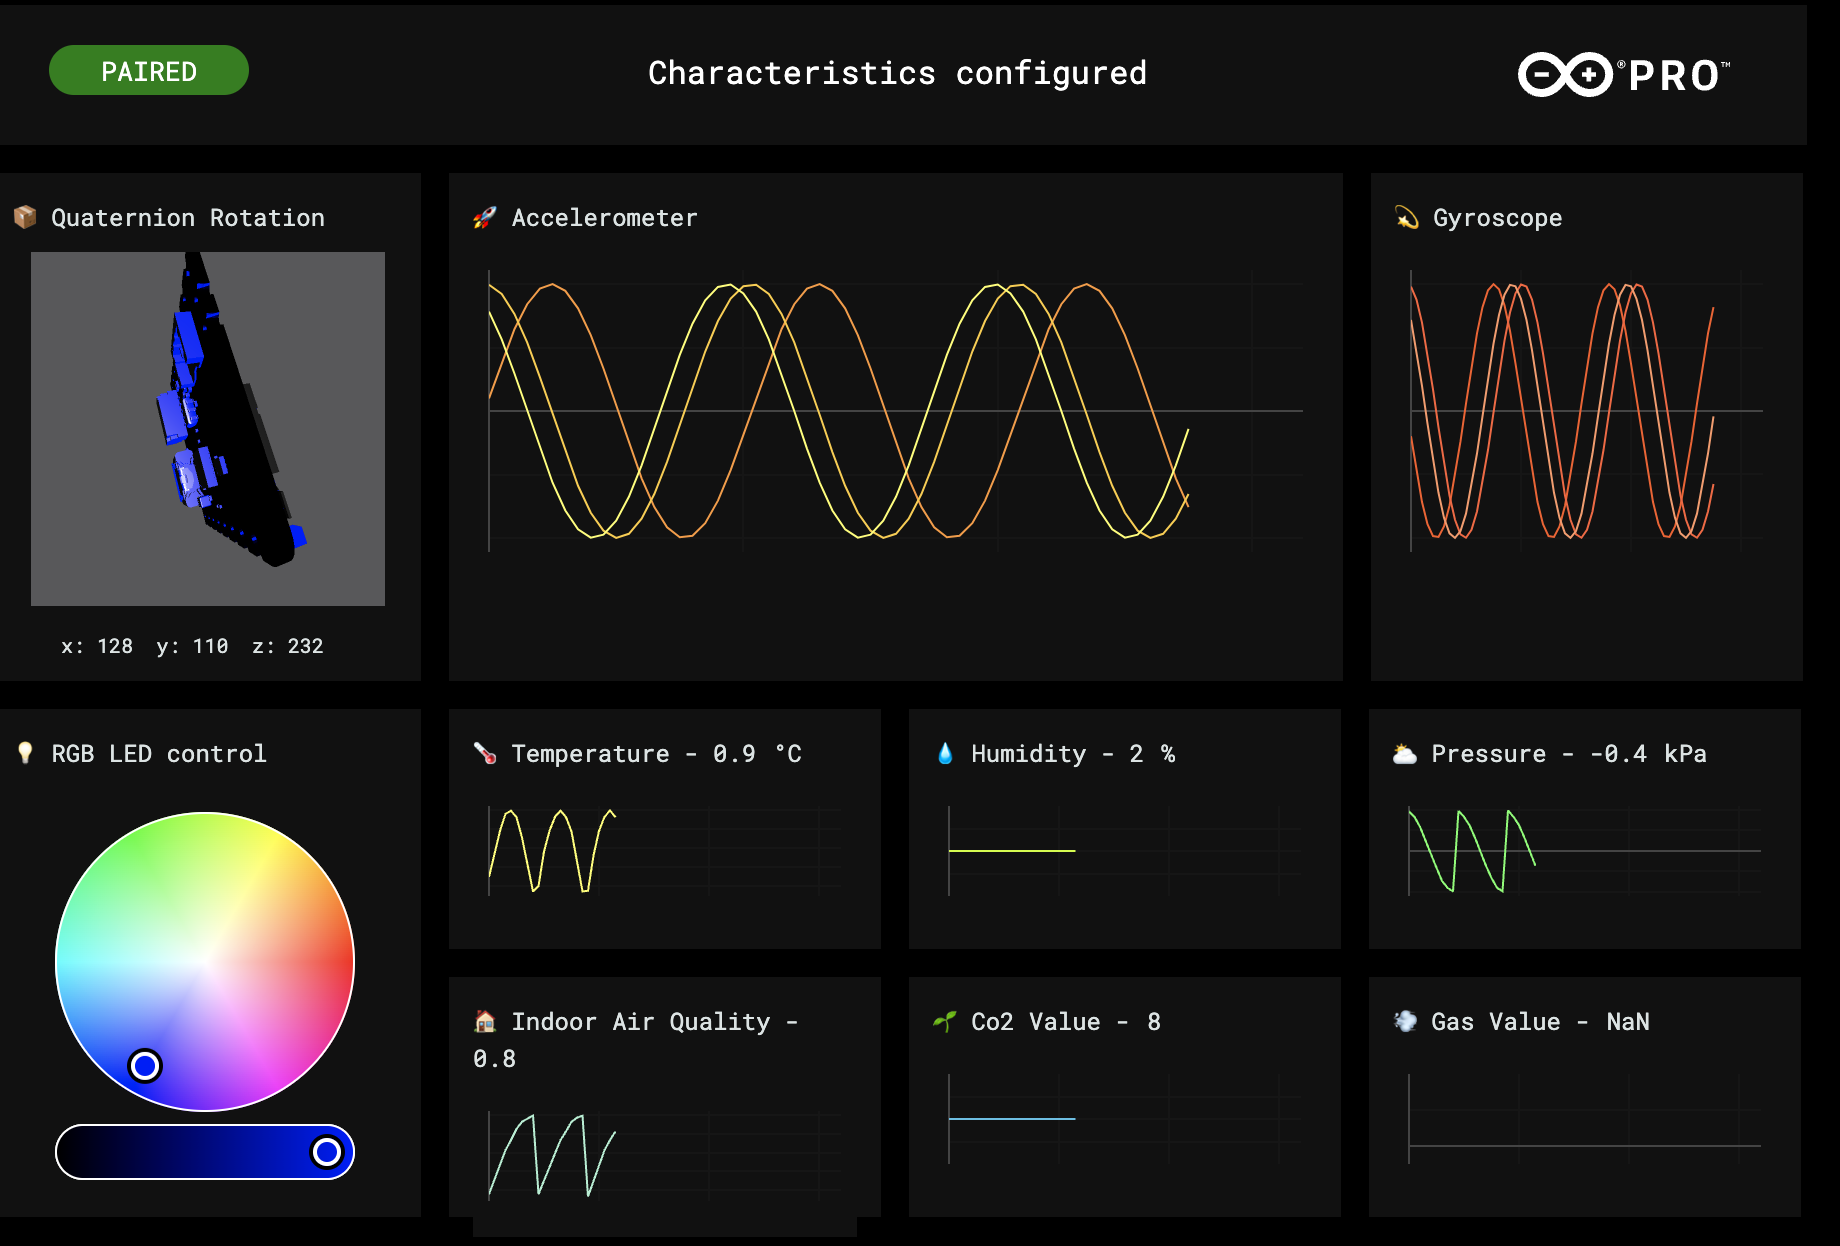 PAIRED
Characteristics configured
®PRO™
Quaternion Rotation
x: 128 y: 110 z: 232
Accelerometer
Gyroscope
RGB LED control
Temperature - 0.9 °C
Humidity - 2 %
Pressure - -0.4 kPa
Indoor Air Quality -
0.8
Co2 Value - 8
Gas Value - NaN